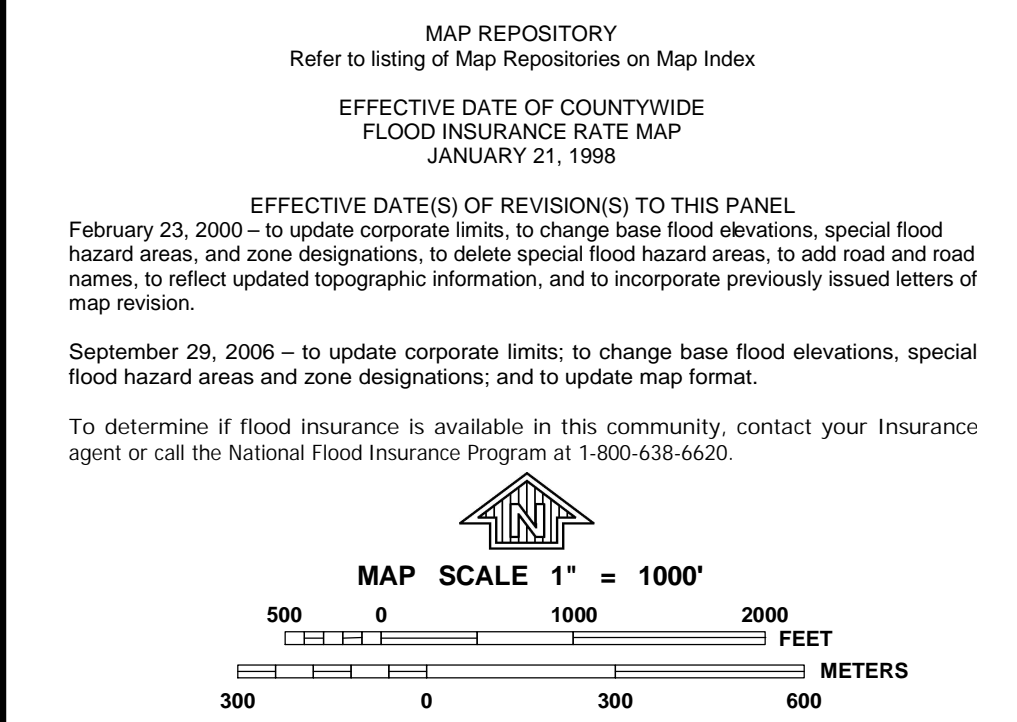 MAP REPOSITORY
Refer to listing of Map Repositories on Map Index
EFFECTIVE DATE OF COUNTYWIDE
FLOOD INSURANCE RATE MAP
JANUARY 21, 1998
EFFECTIVE DATE(S) OF REVISION(S) TO THIS PANEL
February 23, 2000 – to update corporate limits, to change base flood elevations, special flood
hazard areas, and zone designations, to delete special flood hazard areas, to add road and road
names, to reflect updated topographic information, and to incorporate previously issued letters of
map revision.
September 29, 2006 – to update corporate limits; to change base flood elevations, special
flood hazard areas and zone designations; and to update map format.
To determine if flood insurance is available in this community, contact your Insurance
agent or call the National Flood Insurance Program at 1-800-638-6620.
N
MAP SCALE 1" = 1000'
500 0 1000 2000
FEET
METERS
300 0 300 600